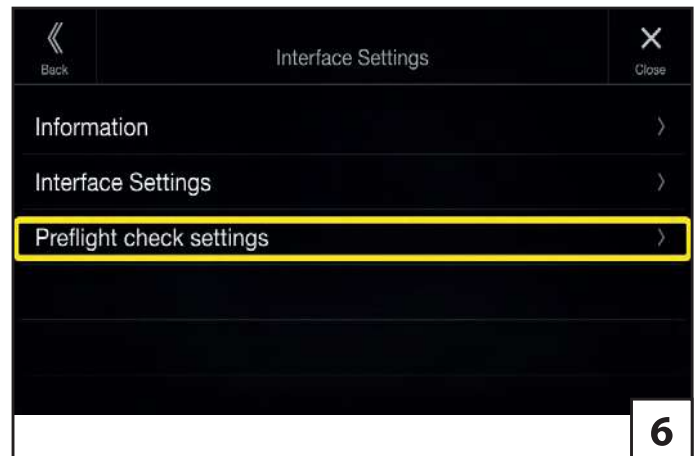 Back
Interface Settings
Close
Information
Interface Settings
Preflight check settings
6